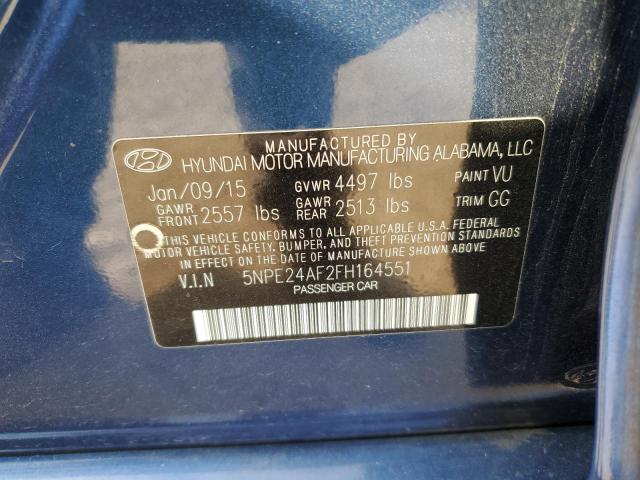 MANUFACTURED BY
HYUNDAI MOTOR MANUFACTURING ALABAMA, LLC
Jan/09/15 GVWR 4497 lbs PAINT VU
GAWR FRONT 2557 lbs GAWR REAR 2513 lbs TRIM GG
THIS VEHICLE CONFORMS TO ALL APPLICABLE U.S.A. FEDERAL
MOTOR VEHICLE SAFETY, BUMPER, AND THEFT PREVENTION STANDARDS
IN EFFECT ON THE DATE OF MANUFACTURE SHOWN ABOVE.
V.I.N 5NPE24AF2FH164551
PASSENGER CAR